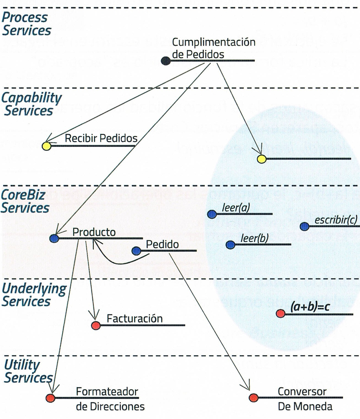 Process
Services
Cumplimentación
de Pedidos
Capability
Services
Recibir Pedidos
CoreBiz
Services
leer(a)
escribir(c)
Producto
leer(b)
Pedido
Underlying
Services
(a+b)=c
Facturación
Utility
Services
Formateador
de Direcciones
Conversor
De Moneda